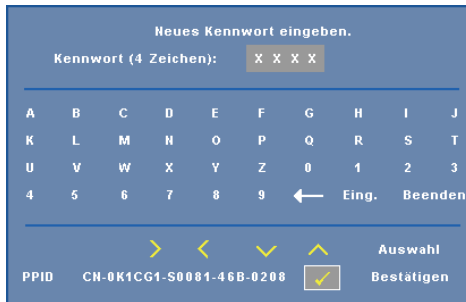 Neues Kennwort eingeben.
Kennwort (4 Zeichen): X X X X
A B C D E F G H I J
K L M N O P Q R S T
U V W X Y Z 0 1 2 3
4 5 6 7 8 9 ← Eing. Beenden
Auswahl
PPID CN-0K1CG1-S0081-46B-0208 Bestätigen